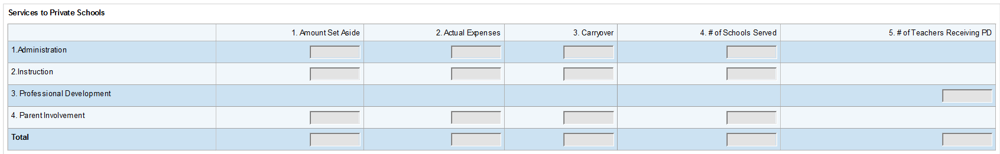 Services to Private Schools
1. Amount Set Aside 2. Actual Expenses 3. Carryover 4. # of Schools Served 5. # of Teachers Receiving PD
1.Administration
2.Instruction
3. Professional Development
4. Parent Involvement
Total